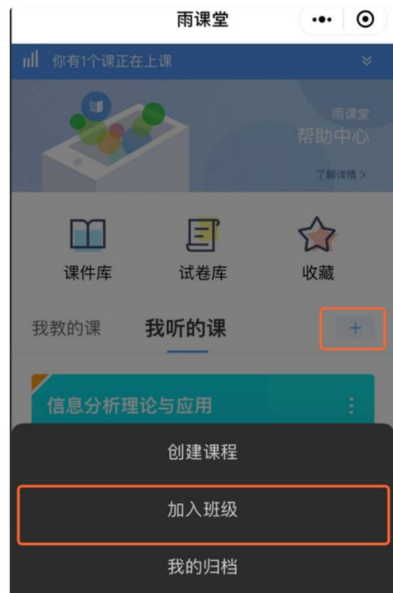 雨课堂
你有1个课正在上课
雨课堂
帮助中心
了解详情 >
课件库
试卷库
收藏
我教的课
我听的课
+
信息分析理论与应用
创建课程
加入班级
我的归档